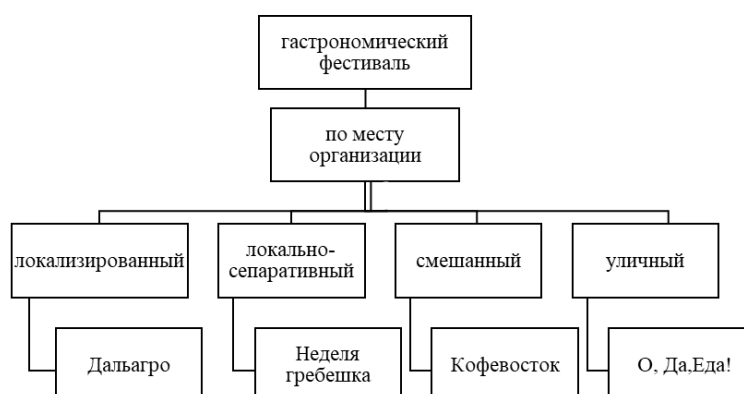 гастрономический
фестиваль
по месту
организации
локализированный
локально-
сепаративный
смешанный
уличный
Дальагро
Неделя
гребешка
Кофевосток
О, Да,Еда!